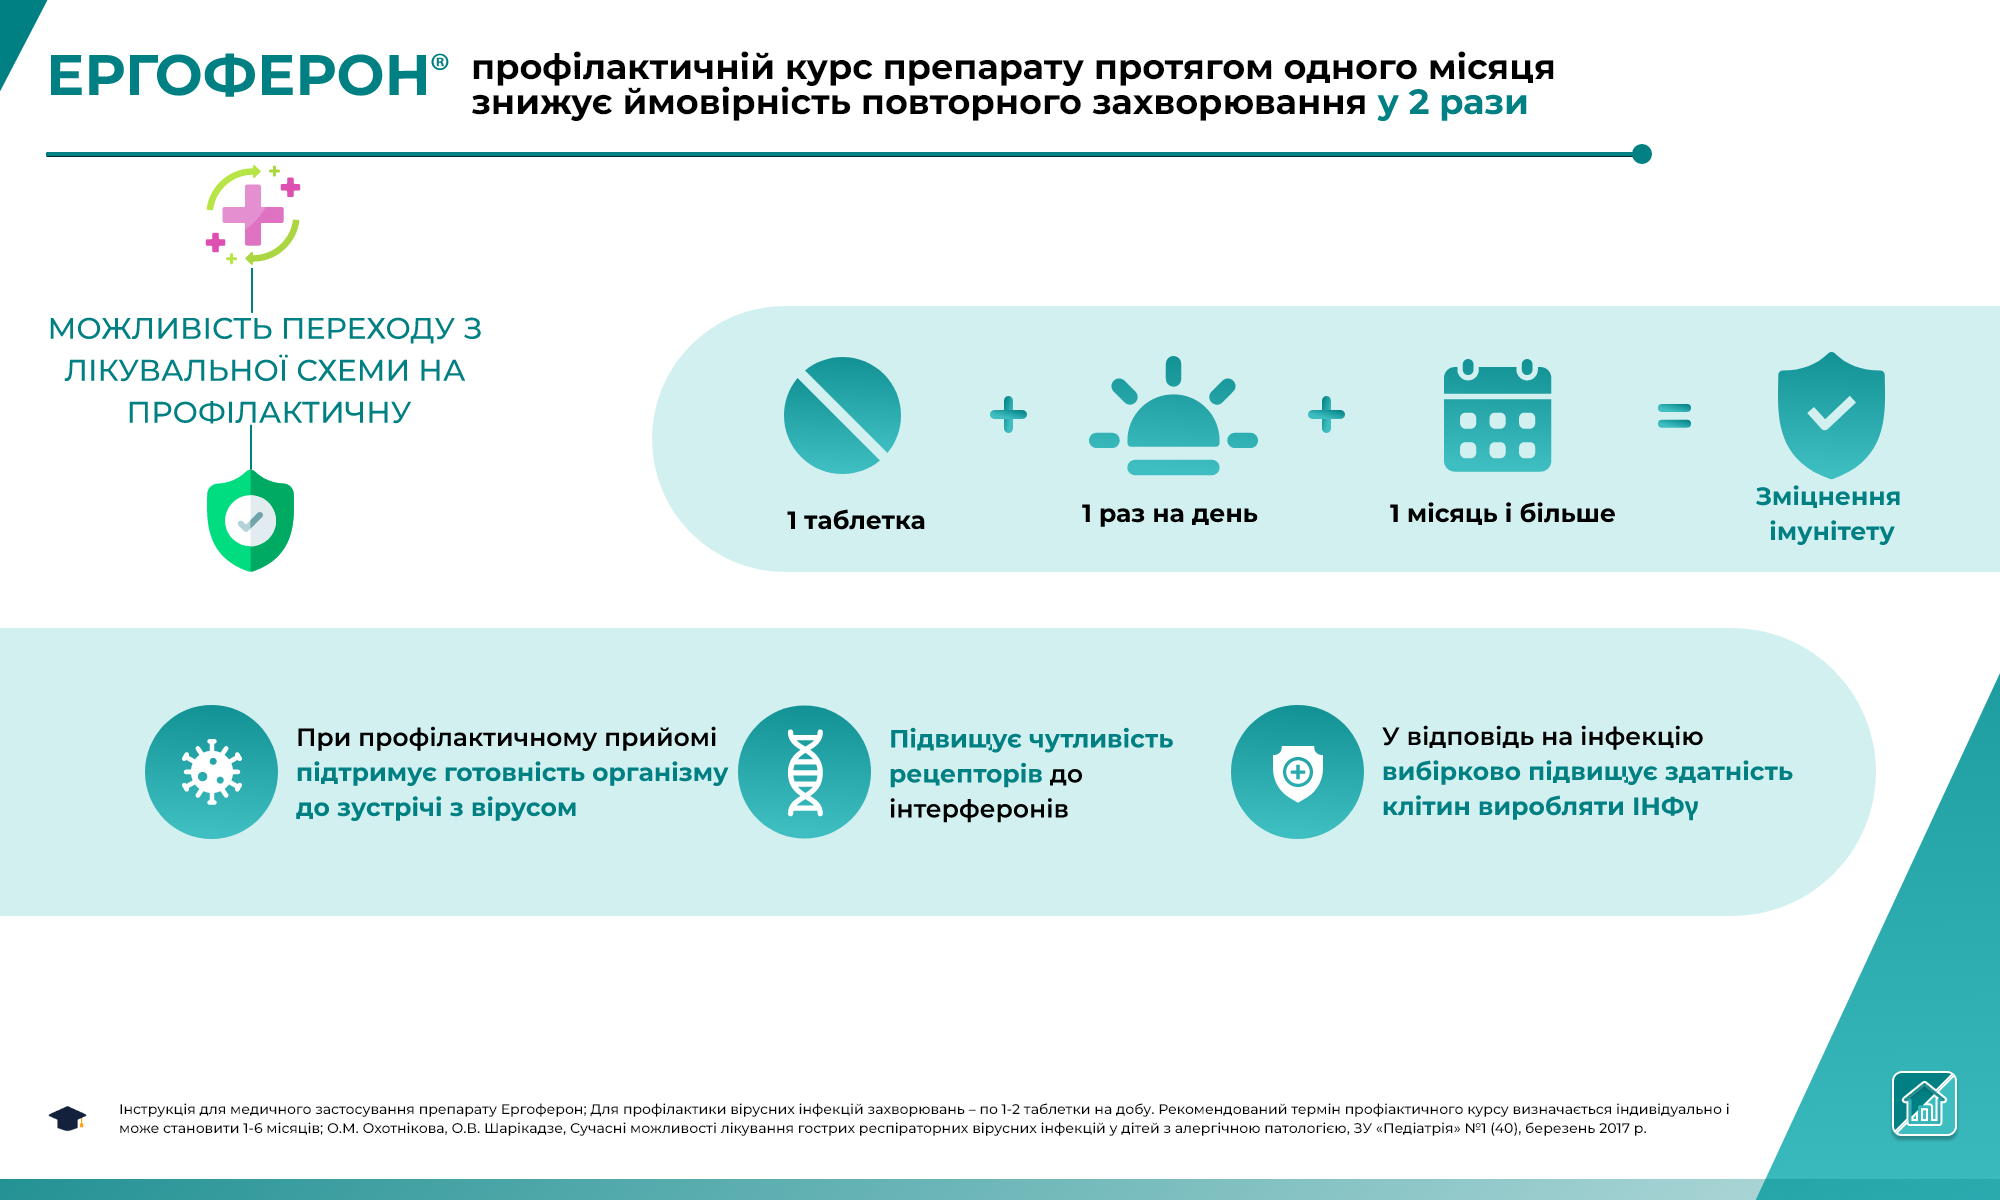 ЕРГОФЕРОН®
профілактичній курс препарату протягом одного місяця
знижує ймовірність повторного захворювання у 2 рази
МОЖЛИВІСТЬ ПЕРЕХОДУ З
ЛІКУВАЛЬНОЇ СХЕМИ НА
ПРОФІЛАКТИЧНУ
1 таблетка
1 раз на день
1 місяць і більше
Зміцнення
імунітету
При профілактичному прийомі
підтримує готовність організму
до зустрічі з вірусом
Підвищує чутливість
рецепторів до
інтерферонів
У відповідь на інфекцію
вибірково підвищує здатність
клітин виробляти ІНФγ
Інструкція для медичного застосування препарату Ергоферон; Для профілактики вірусних інфекцій захворювань – по 1-2 таблетки на добу. Рекомендований термін профіактичного курсу визначається індивідуально і
може становити 1-6 місяців; О.М. Охотнікова, О.В. Шарікадзе, Сучасні можливості лікування гострих респіраторних вірусних інфекцій у дітей з алергічною патологією, ЗУ «Педіатрія» №1 (40), березень 2017 р.